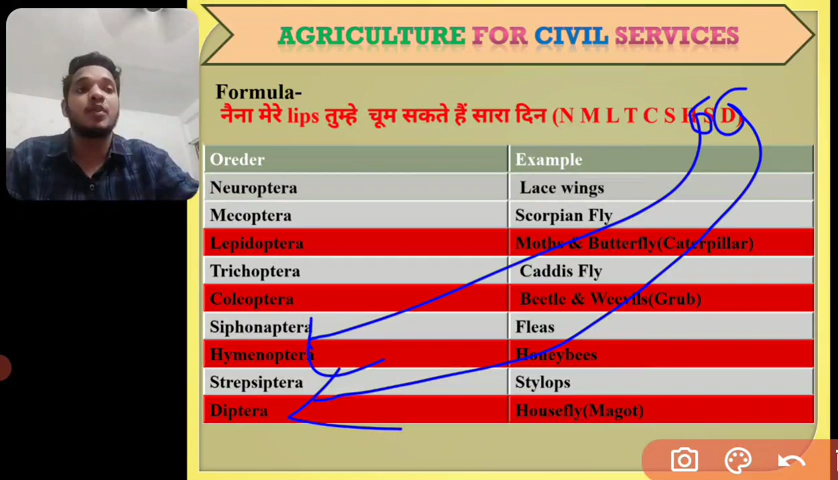 AGRICULTURE FOR CIVIL SERVICES
Formula-
नैना मेरे lips तुम्हे चूम सकते हैं सारा दिन (N M L T C S H S D)
Oreder Example
Neuroptera Lace wings
Mecoptera Scorpian Fly
Lepidoptera Moths & Butterfly(Caterpillar)
Trichoptera Caddis Fly
Coleoptera Beetle & Weevils(Grub)
Siphonaptera Fleas
Hymenoptera Honeybees
Strepsiptera Stylops
Diptera Housefly(Magot)